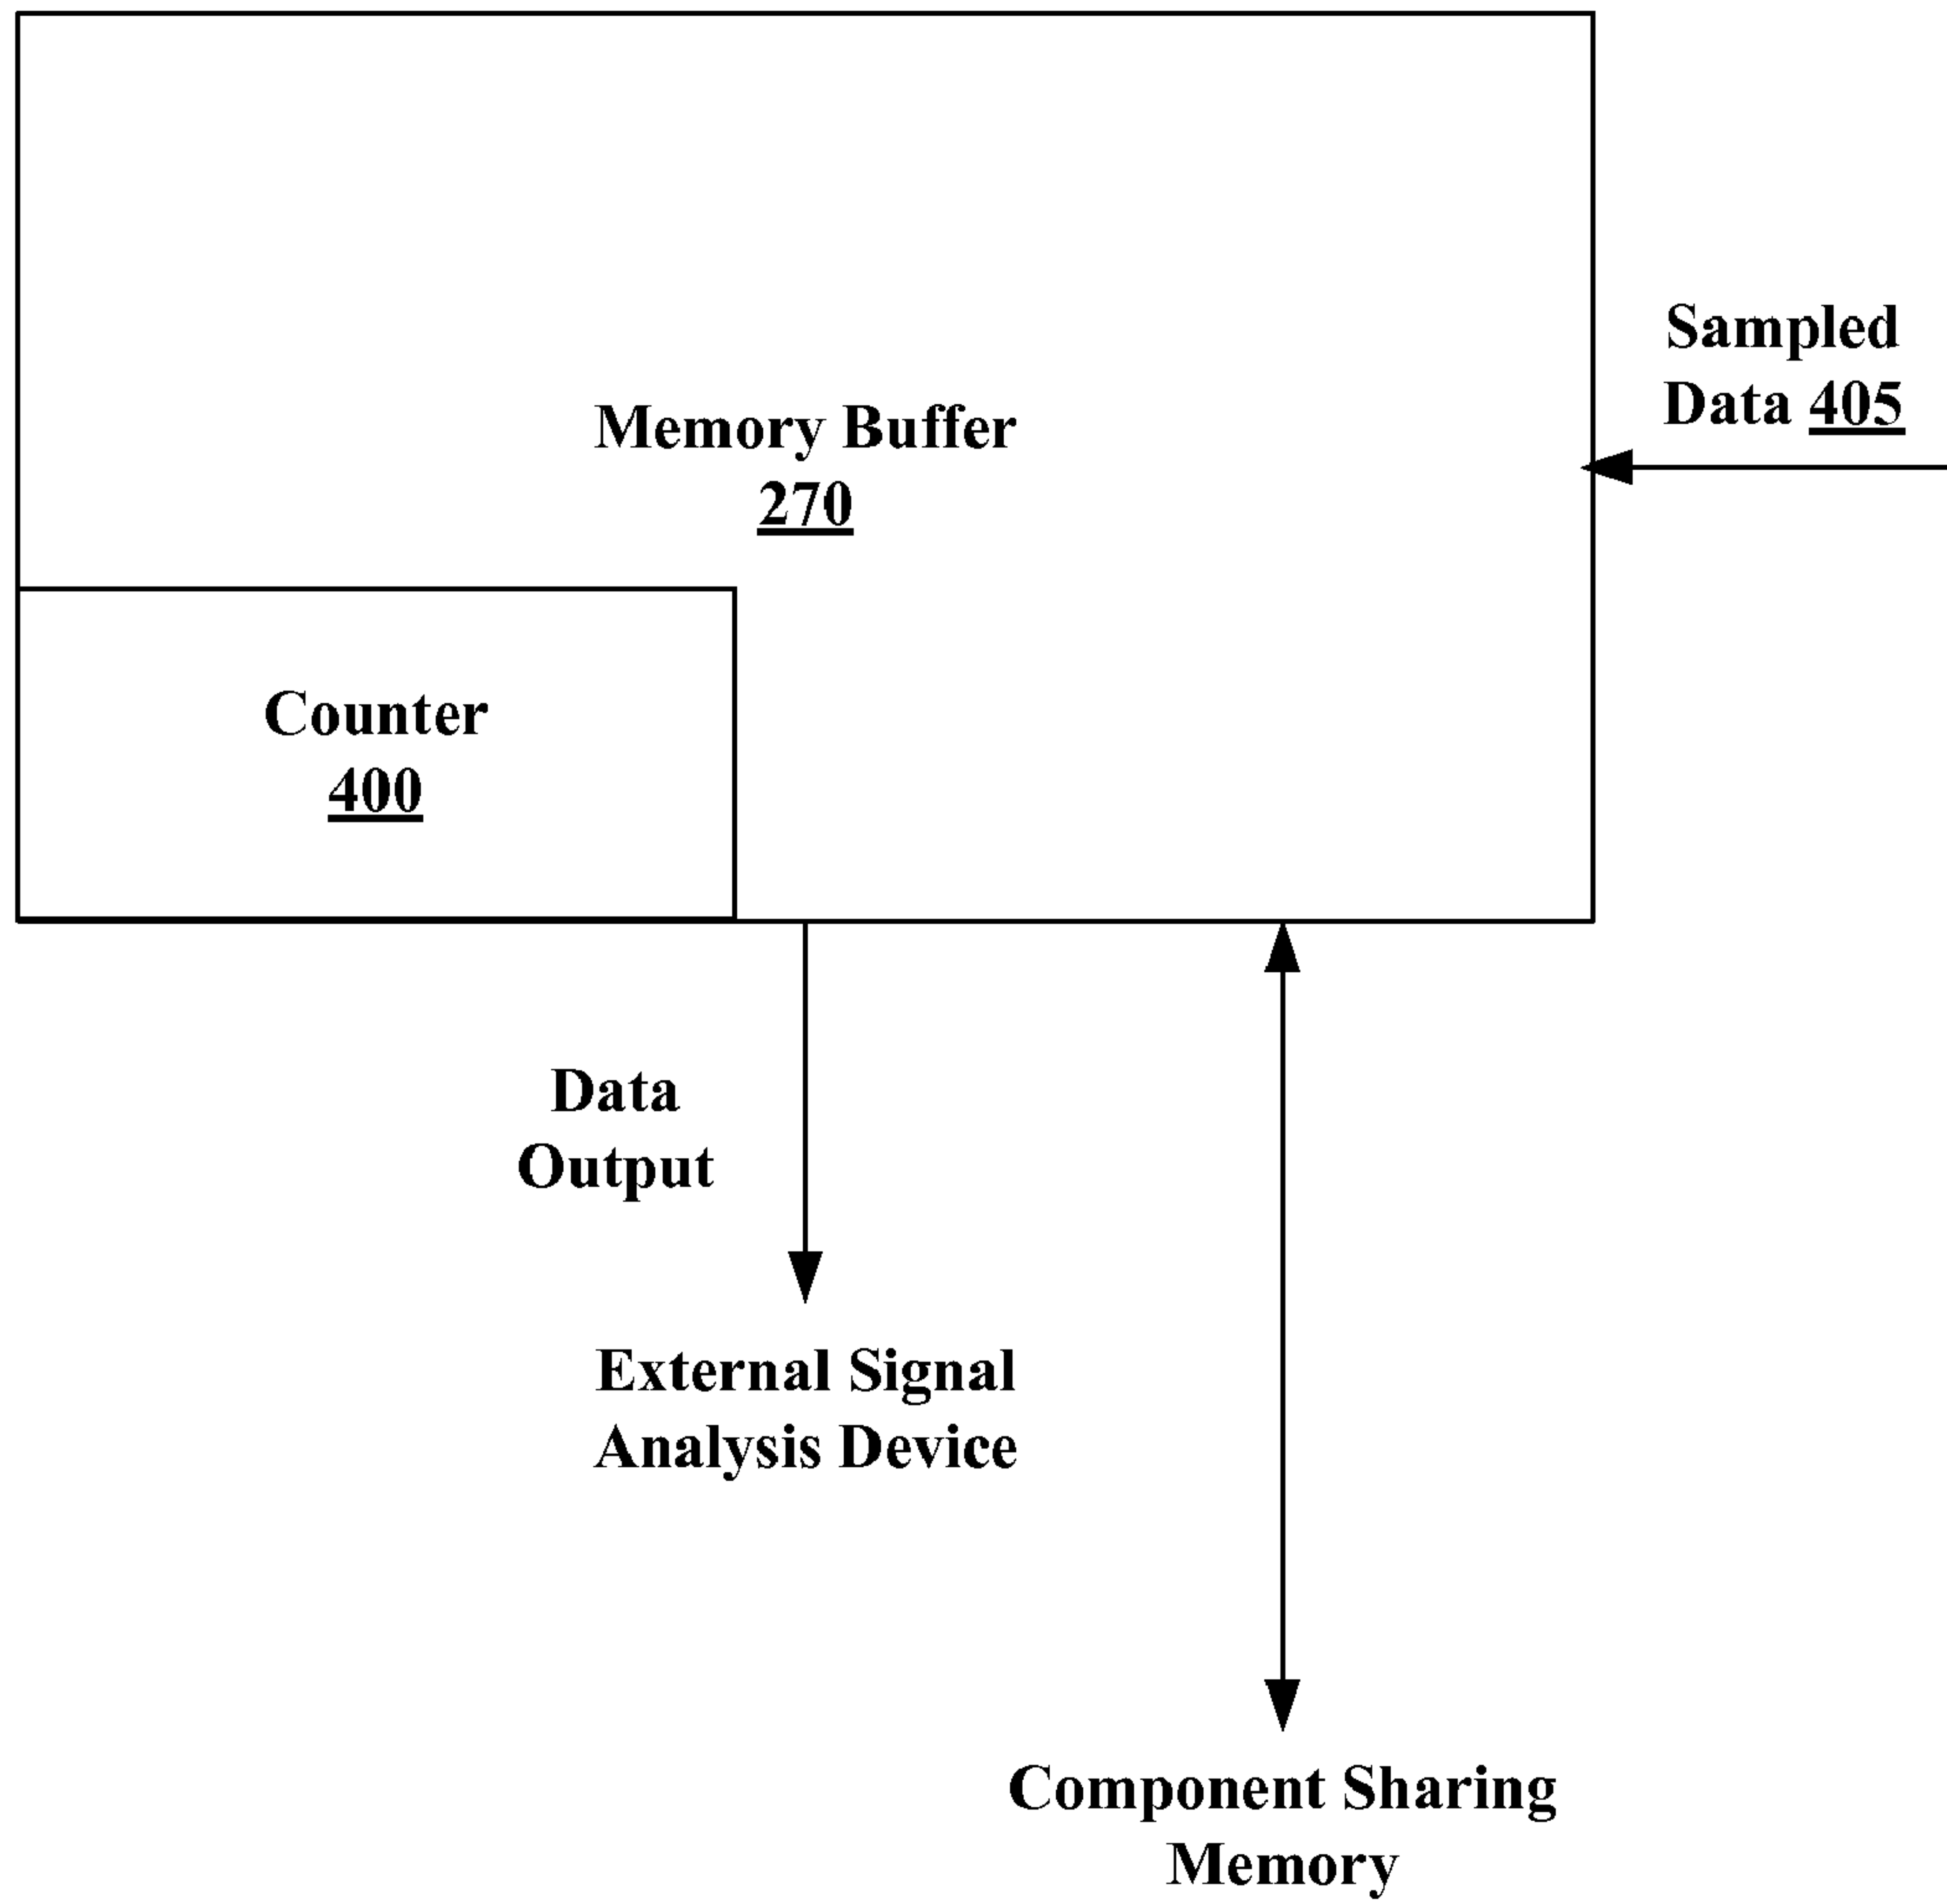 Sampled
Data 405
Memory Buffer
270
Counter
400
Data
Output
External Signal
Analysis Device
Component Sharing
Memory